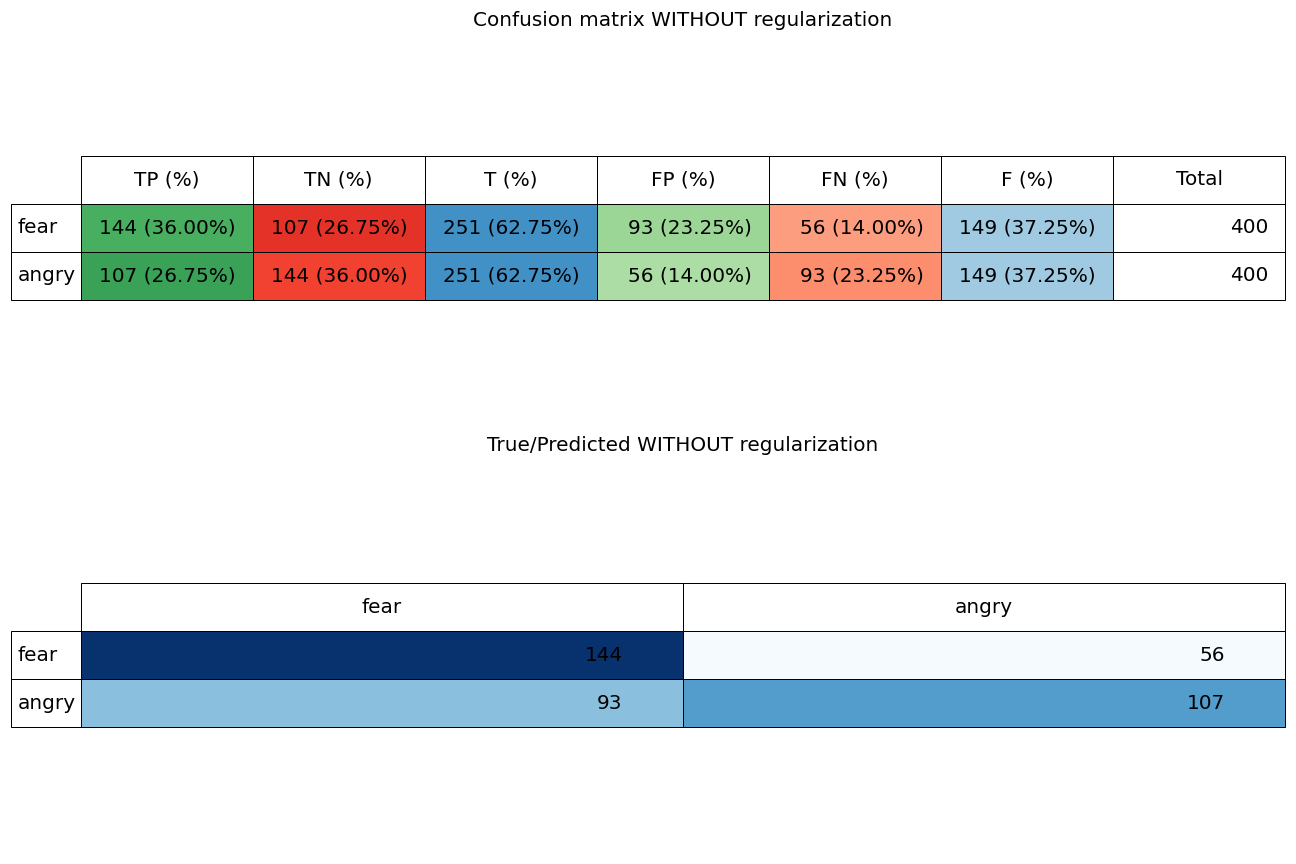 Confusion matrix WITHOUT regularization
TP (%) TN (%) T (%) FP (%) FN (%) F (%) Total
fear 144 (36.00%) 107 (26.75%) 251 (62.75%) 93 (23.25%) 56 (14.00%) 149 (37.25%) 400
angry 107 (26.75%) 144 (36.00%) 251 (62.75%) 56 (14.00%) 93 (23.25%) 149 (37.25%) 400
True/Predicted WITHOUT regularization
fear angry
fear 144 56
angry 93 107